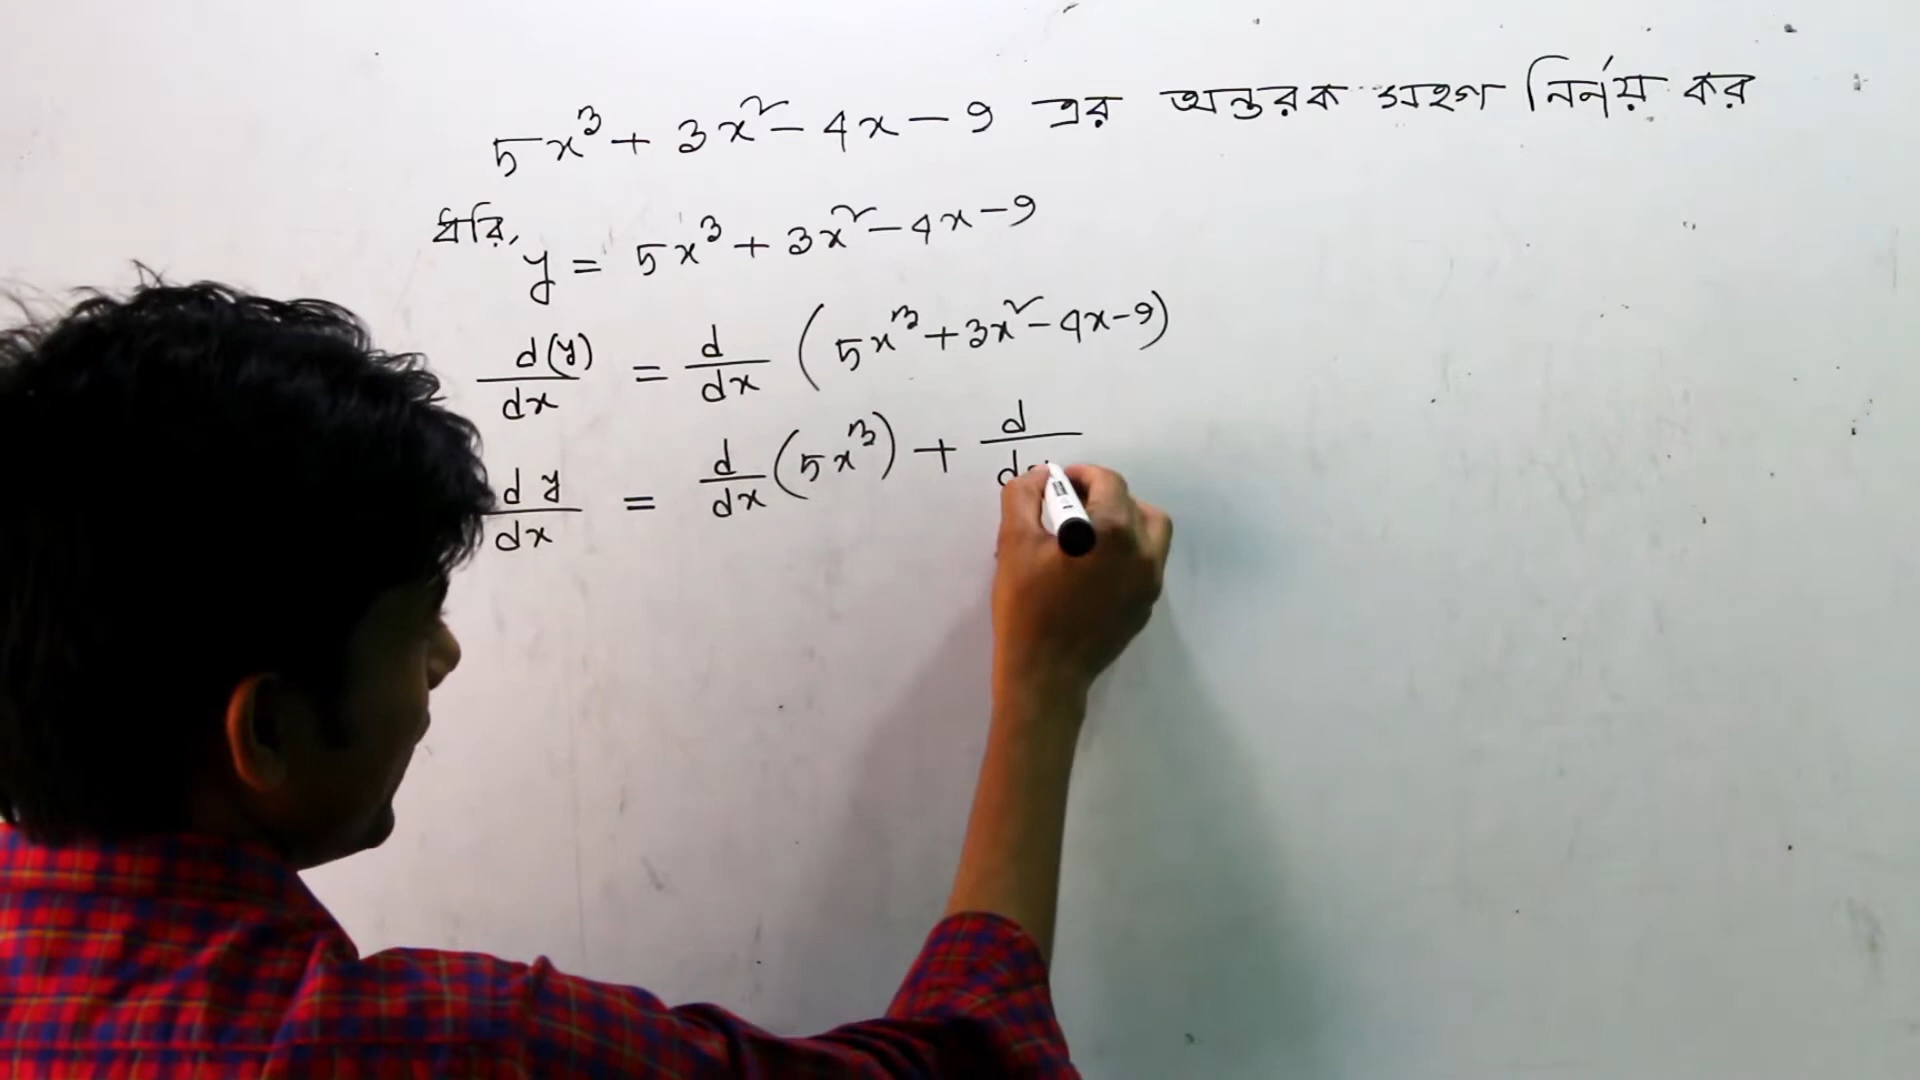 5x³ + 3x² - 4x - 9 এর অন্তরক সহগ নির্ণয় কর
ধরি,
y = 5x³ + 3x² - 4x - 9
d(y)/dx = d/dx (5x³ + 3x² - 4x - 9)
dy/dx = d/dx (5x³) + d/dx